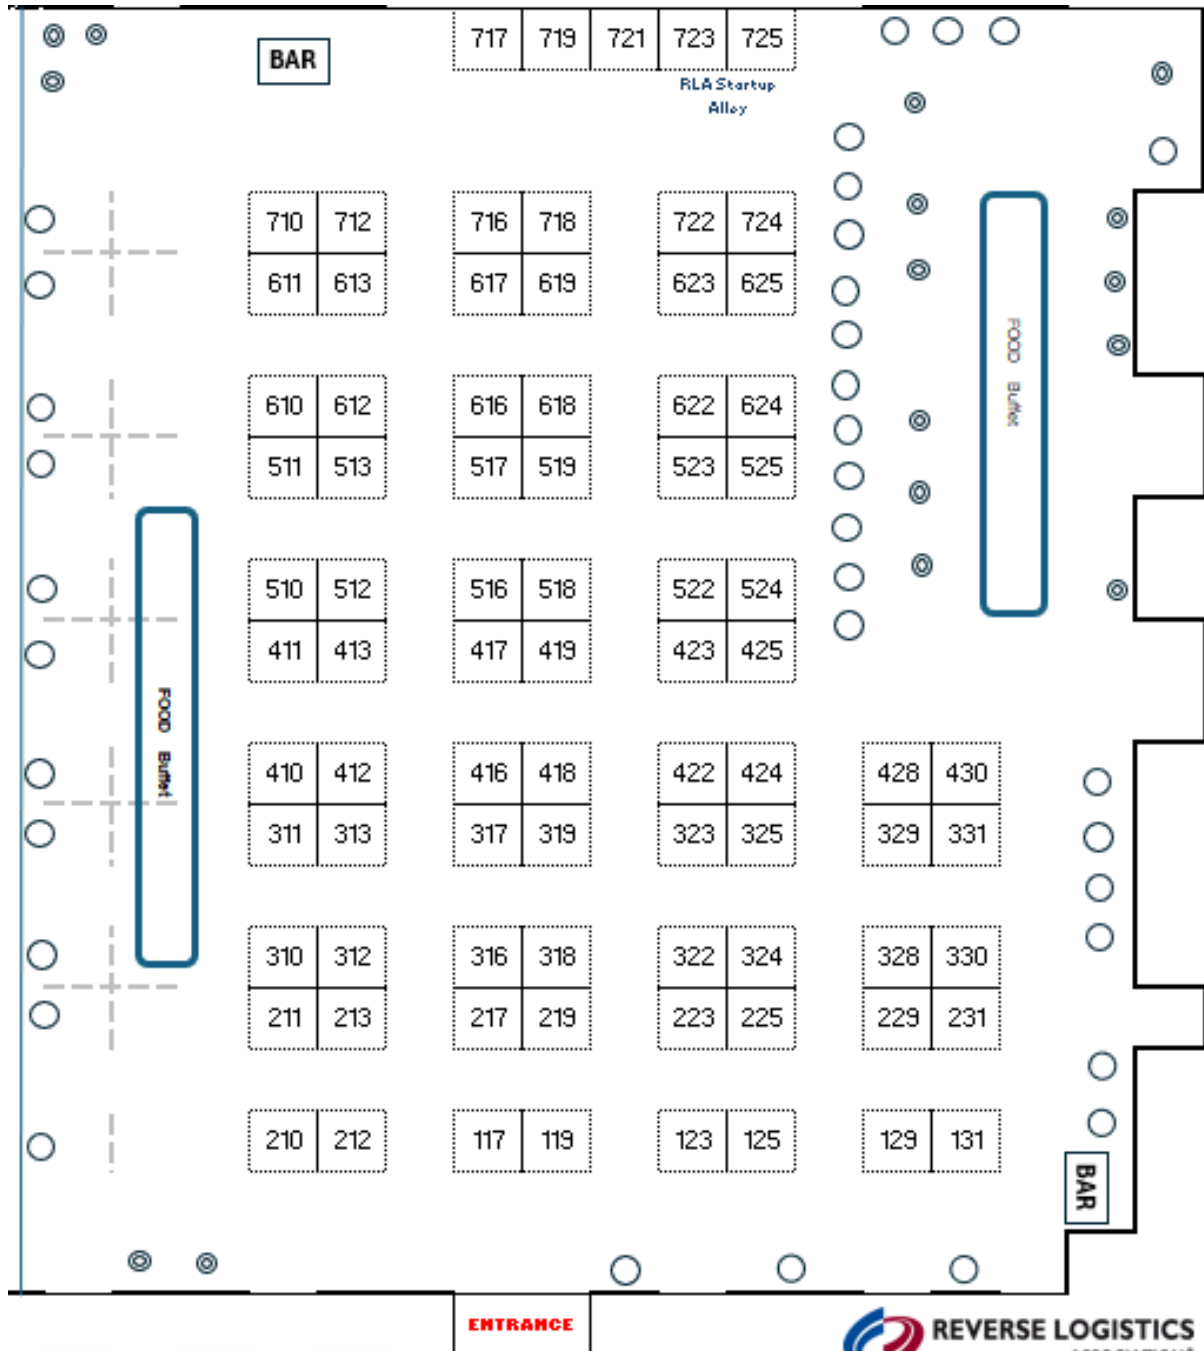 717 719 721 723 725
BAR
RLA Startup
Alley
710 712 716 718 722 724
611 613 617 619 623 625
FOOD Buffet
610 612 616 618 622 624
511 513 517 519 523 525
510 512 516 518 522 524
411 413 417 419 423 425
FOOD Buffet
410 412 416 418 422 424 428 430
311 313 317 319 323 325 329 331
310 312 316 318 322 324 328 330
211 213 217 219 223 225 229 231
210 212 117 119 123 125 129 131
BAR
ENTRANCE
REVERSE LOGISTICS